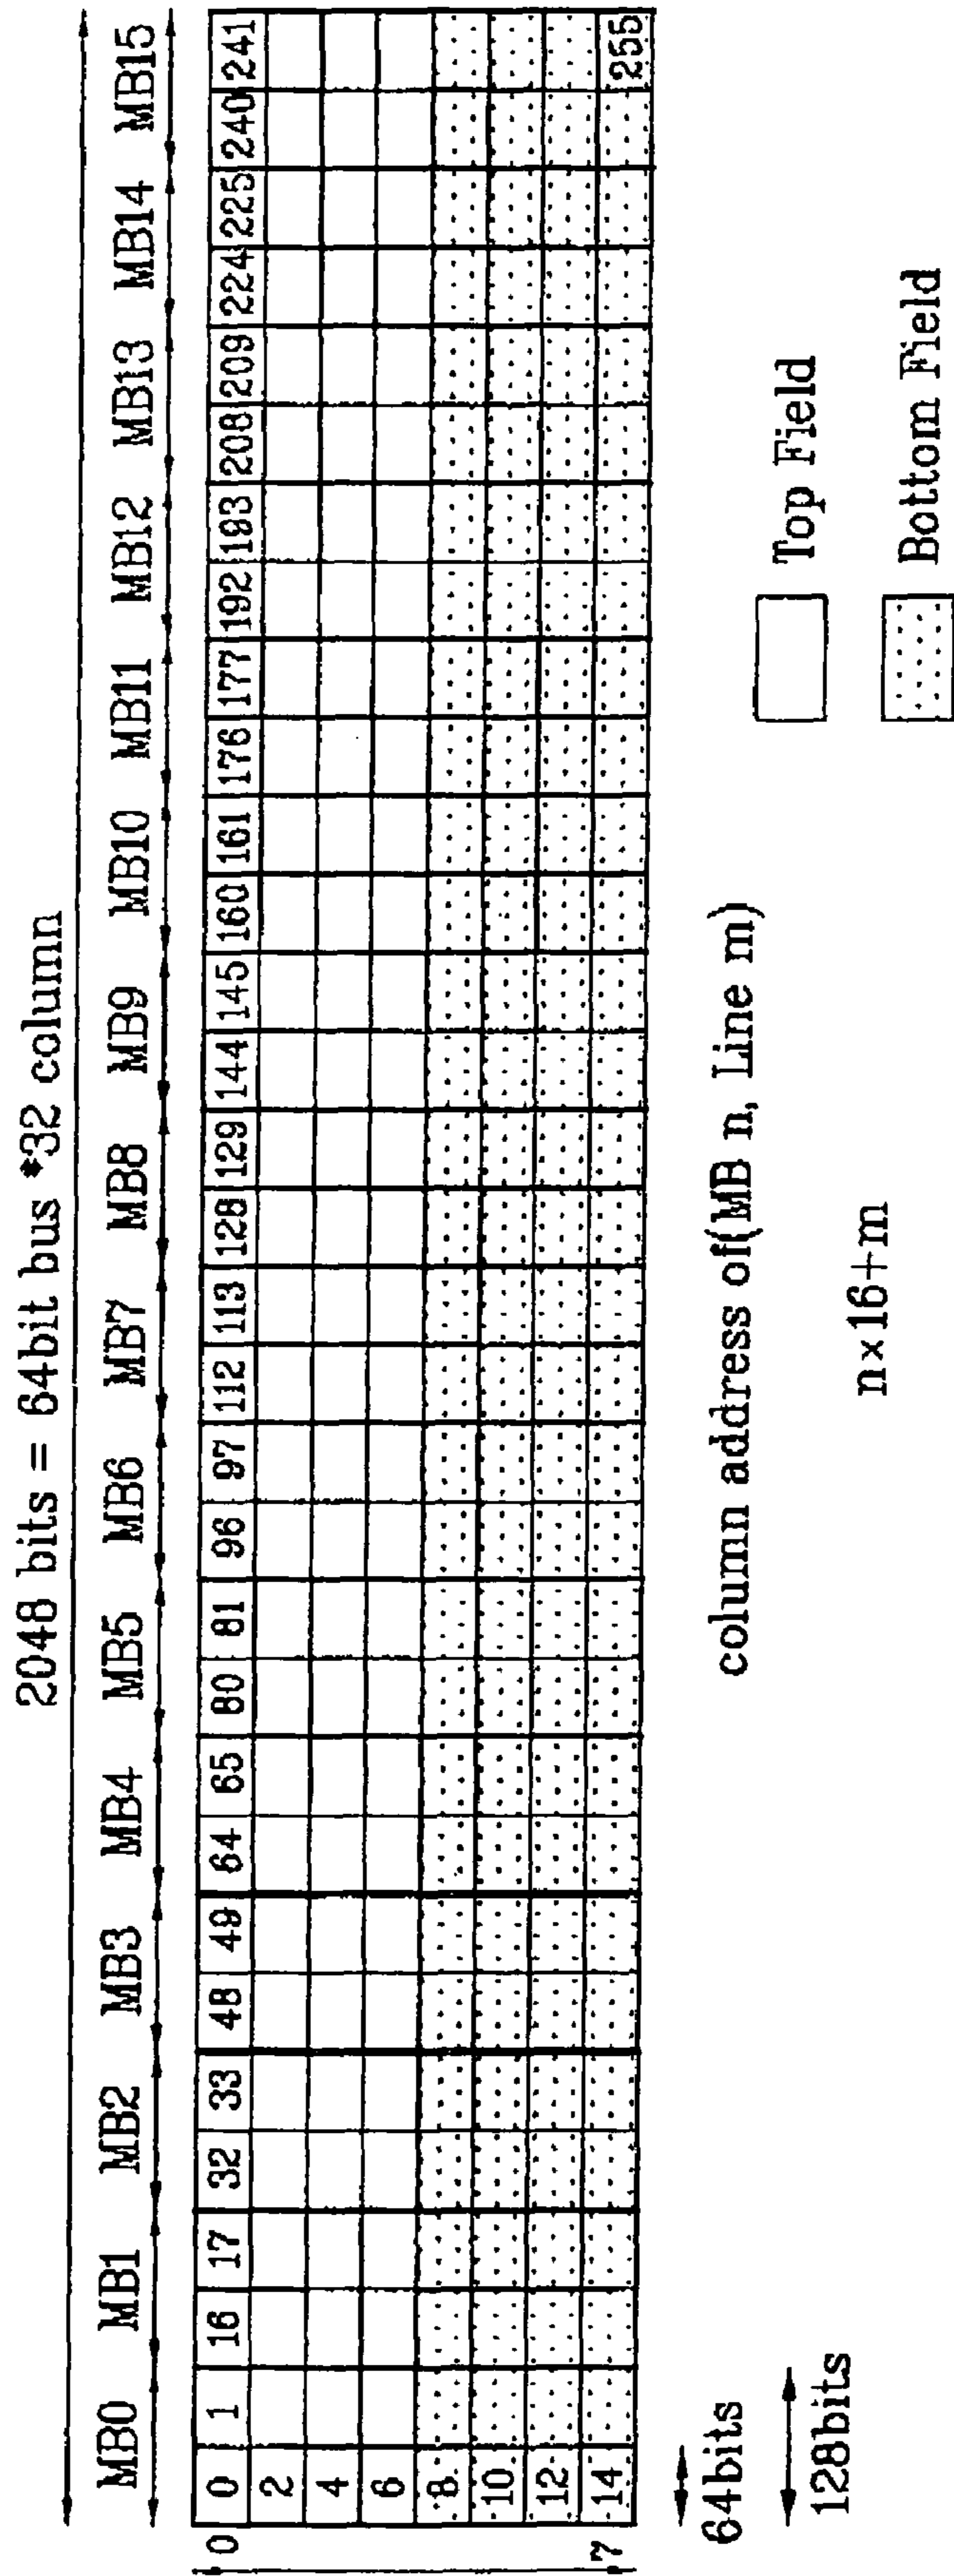 2048 bits = 64bit bus *32 column
MB0 MB1 MB2 MB3 MB4 MB5 MB6 MB7 MB8 MB9 MB10 MB11 MB12 MB13 MB14 MB15
0 0 1 16 17 32 33 48 49 64 65 80 81 96 97 112 113 128 129 144 145 160 161 176 177 192 193 208 209 224 225 240 241
2
4
6
8
10
12
7 14 255
64bits
128bits
column address of(MB n, Line m)
n×16+m
Top Field
Bottom Field